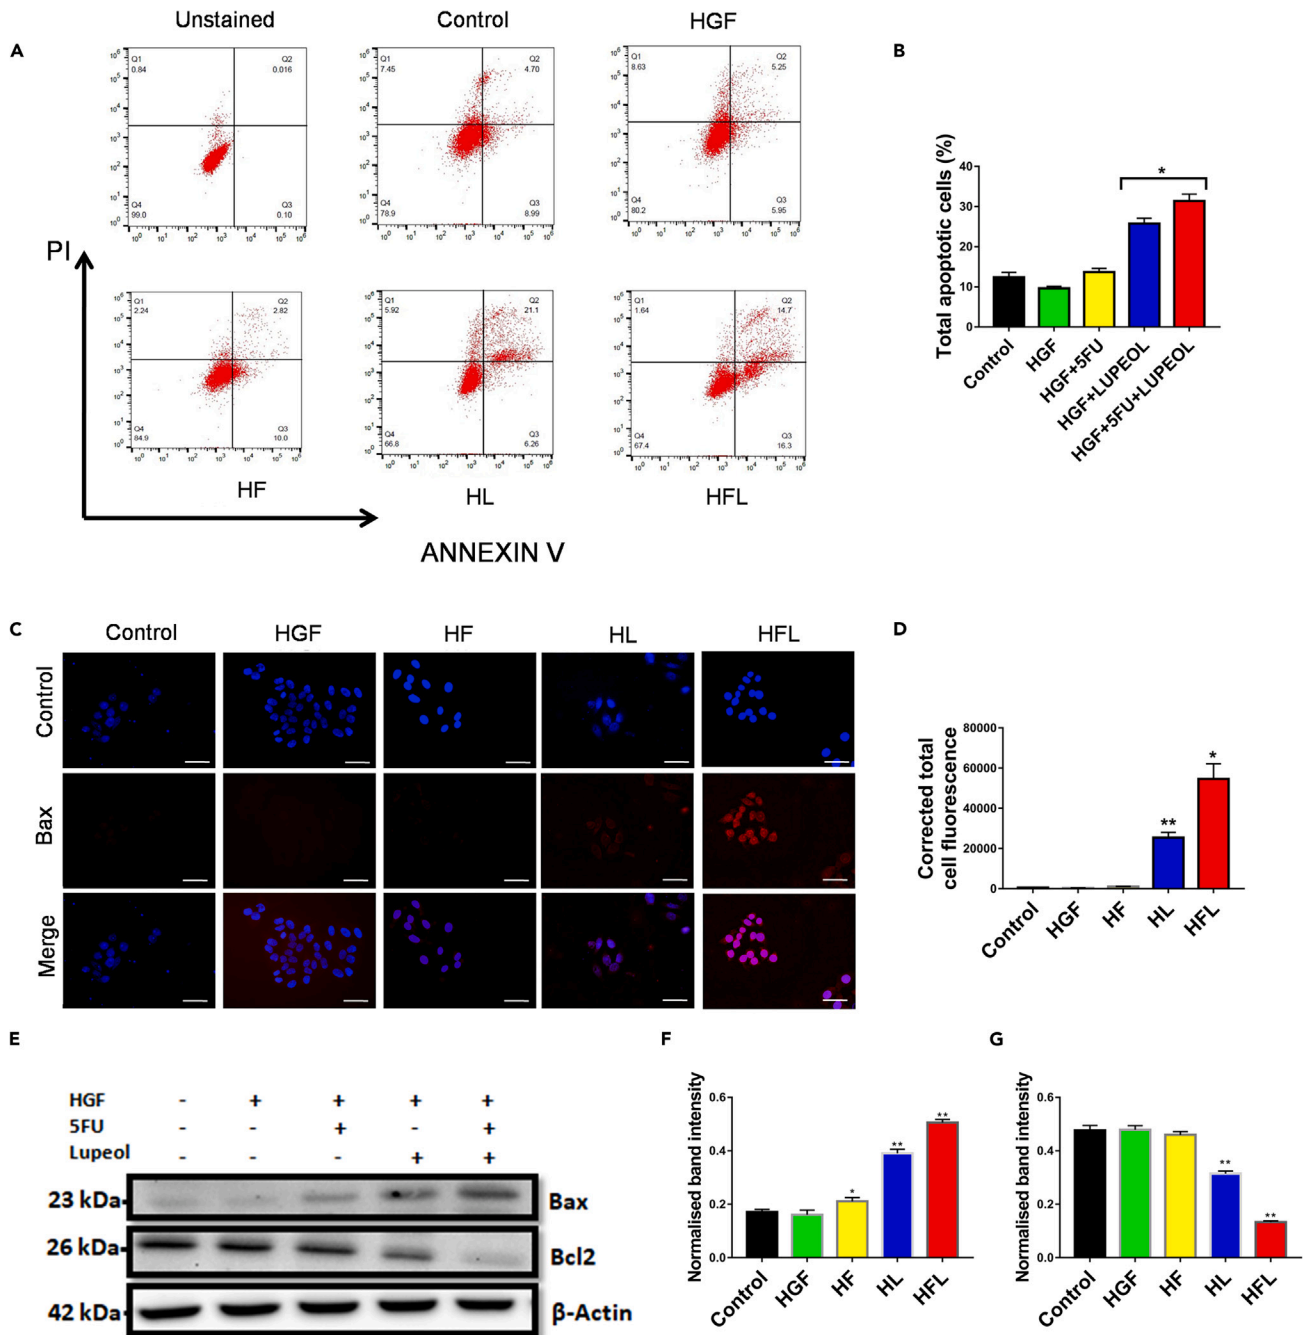 A
Unstained
Control
HGF
Q1
0.84
Q2
0.016
Q4
99.0
Q3
0.10
Q1
7.45
Q2
4.70
Q4
78.9
Q3
8.99
Q1
8.63
Q2
5.25
Q4
80.2
Q3
5.95
PI
Q1
2.24
Q2
2.82
Q4
84.9
Q3
10.0
Q1
5.92
Q2
21.1
Q4
66.8
Q3
6.26
Q1
1.64
Q2
14.7
Q4
67.4
Q3
16.3
HF
HL
HFL
ANNEXIN V
B
Total apoptotic cells (%)
40
30
20
10
0
*
Control
HGF
HGF+5FU
HGF+LUPEOL
HGF+5FU+LUPEOL
C
Control
HGF
HF
HL
HFL
Control
Bax
Merge
D
Corrected total
cell fluorescence
80000
60000
40000
20000
0
**
*
Control
HGF
HF
HL
HFL
E
HGF - + + + +
5FU - - + - +
Lupeol - - - + +
23 kDa Bax
26 kDa Bcl2
42 kDa β-Actin
F
Normalised band intensity
0.6
0.4
0.2
0.0
*
**
**
Control
HGF
HF
HL
HFL
G
Normalised band intensity
0.6
0.4
0.2
0.0
**
**
Control
HGF
HF
HL
HFL